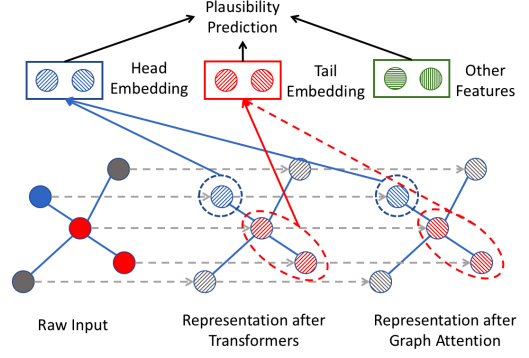 Plausibility
Prediction
Head
Embedding
Tail
Embedding
Other
Features
Raw Input
Representation after
Transformers
Representation after
Graph Attention